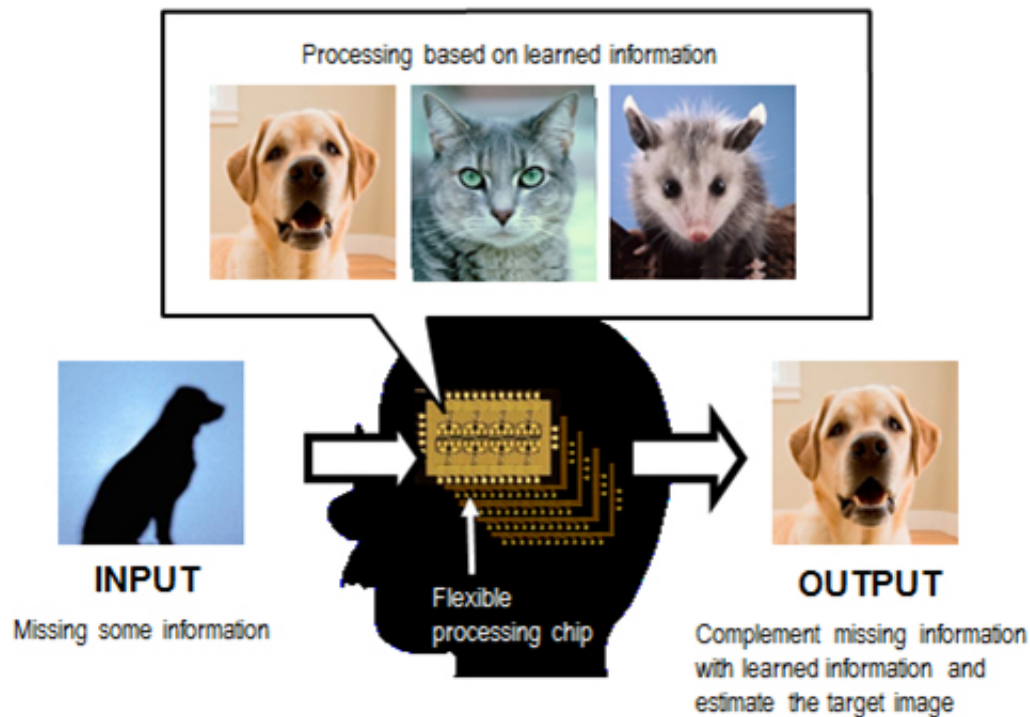 Processing based on learned information
INPUT
Missing some information
Flexible
processing chip
OUTPUT
Complement missing information
with learned information and
estimate the target image